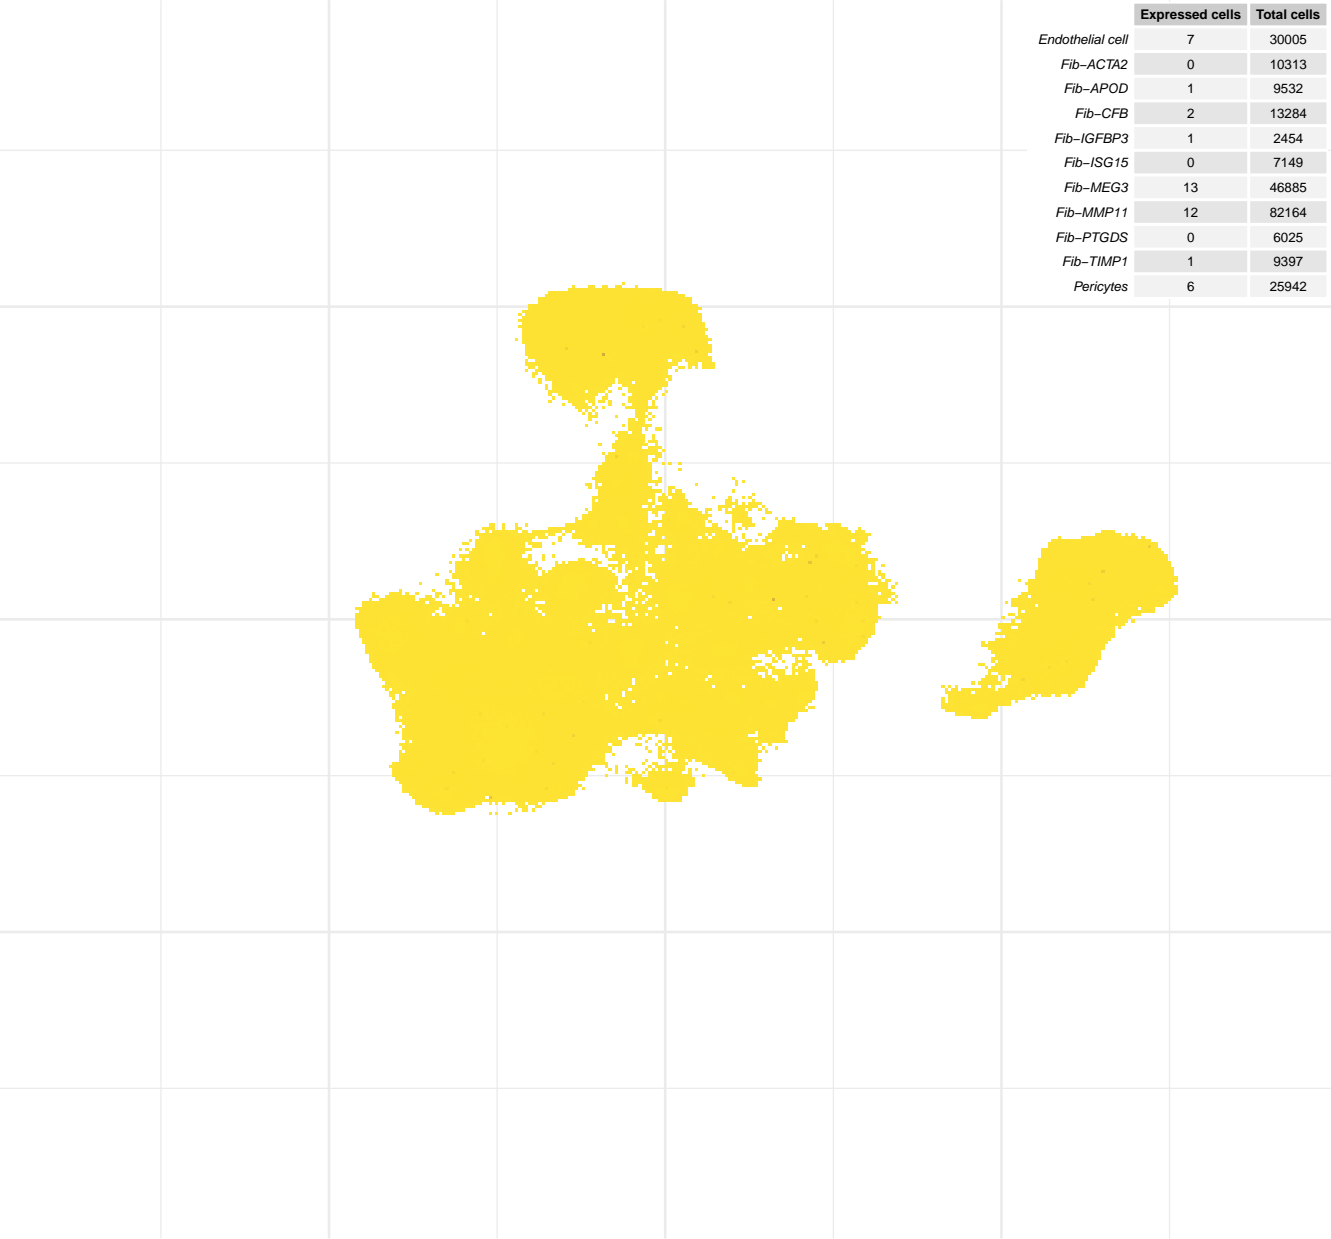 Expressed cells Total cells
Endothelial cell 7 30005
Fib−ACTA2 0 10313
Fib−APOD 1 9532
Fib−CFB 2 13284
Fib−IGFBP3 1 2454
Fib−ISG15 0 7149
Fib−MEG3 13 46885
Fib−MMP11 12 82164
Fib−PTGDS 0 6025
Fib−TIMP1 1 9397
Pericytes 6 25942